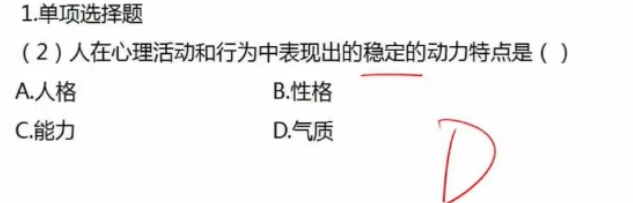 1.单项选择题
（2）人在心理活动和行为中表现出的稳定的动力特点是（ ）
A.人格 B.性格
C.能力 D.气质
D